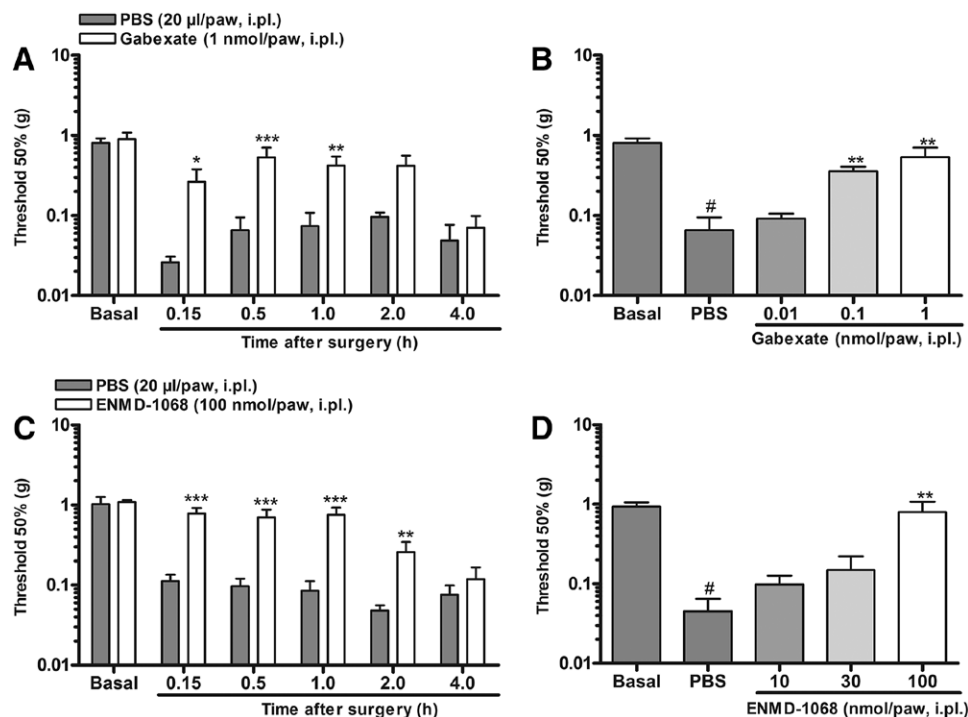 PBS (20 µl/paw, i.pl.)
Gabexate (1 nmol/paw, i.pl.)
A
Threshold 50% (g)
10
1
0.1
0.01
*
***
**
Basal
0.15
0.5
1.0
2.0
4.0
Time after surgery (h)
B
Threshold 50% (g)
10
1
0.1
0.01
#
**
**
Basal
PBS
0.01
0.1
1
Gabexate (nmol/paw, i.pl.)
PBS (20 µl/paw, i.pl.)
ENMD-1068 (100 nmol/paw, i.pl.)
C
Threshold 50% (g)
10
1
0.1
0.01
***
***
***
**
Basal
0.15
0.5
1.0
2.0
4.0
Time after surgery (h)
D
Threshold 50% (g)
10
1
0.1
0.01
#
**
Basal
PBS
10
30
100
ENMD-1068 (nmol/paw, i.pl.)